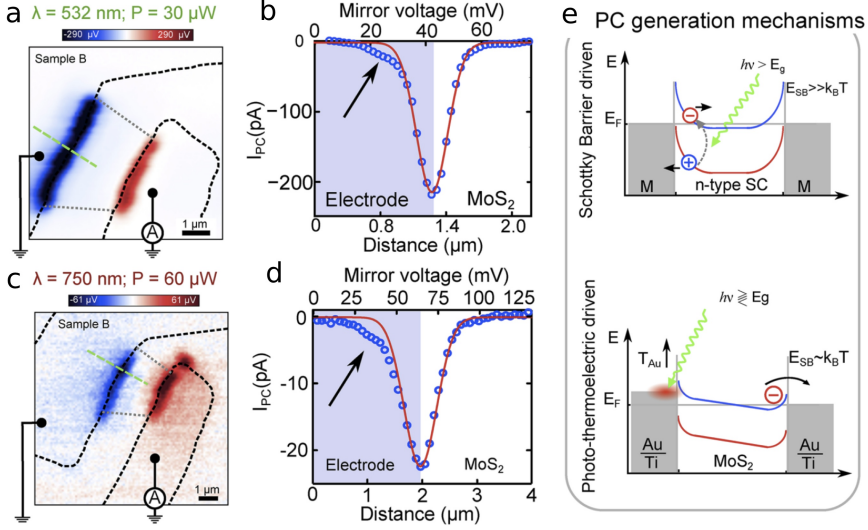 a
λ = 532 nm; P = 30 µW
-290 µV
290 µV
Sample B
A
1 µm
b
Mirror voltage (mV)
0 20 40 60
0
−100
−200
I_PC(pA)
Electrode
MoS₂
0 0.8 1.4 2.0
Distance (µm)
c
λ = 750 nm; P = 60 µW
-61 µV
61 µV
Sample B
A
1 µm
d
Mirror voltage (mV)
0 25 50 75 100 125
0
−10
−20
I_PC(pA)
Electrode
MoS₂
0 1 2 3 4
Distance (µm)
e
PC generation mechanisms
Schottky Barrier driven
E
hν > E_g
E_SB>>k_BT
E_F
−
+
M
n-type SC
M
Photo-thermoelectric driven
hν ≷ Eg
E
T_Au
E_SB~k_BT
E_F
−
Au
Ti
MoS₂
Au
Ti